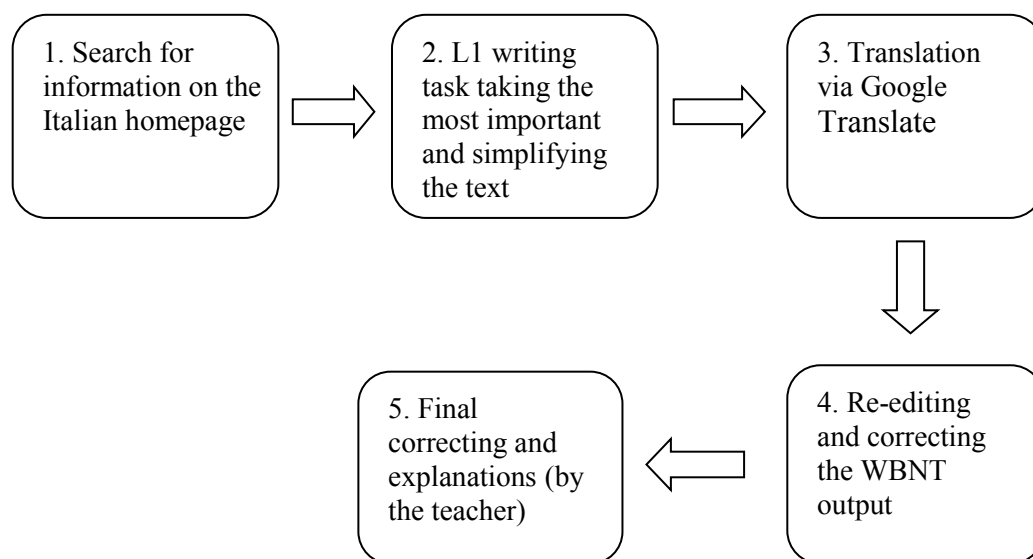 1. Search for
information on the
Italian homepage
2. L1 writing
task taking the
most important
and simplifying
the text
3. Translation
via Google
Translate
4. Re-editing
and correcting
the WBNT
output
5. Final
correcting and
explanations (by
the teacher)